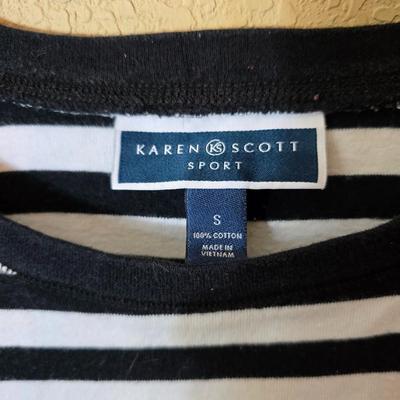 KAREN KS SCOTT
SPORT
S
100% COTTON
MADE IN
VIETNAM